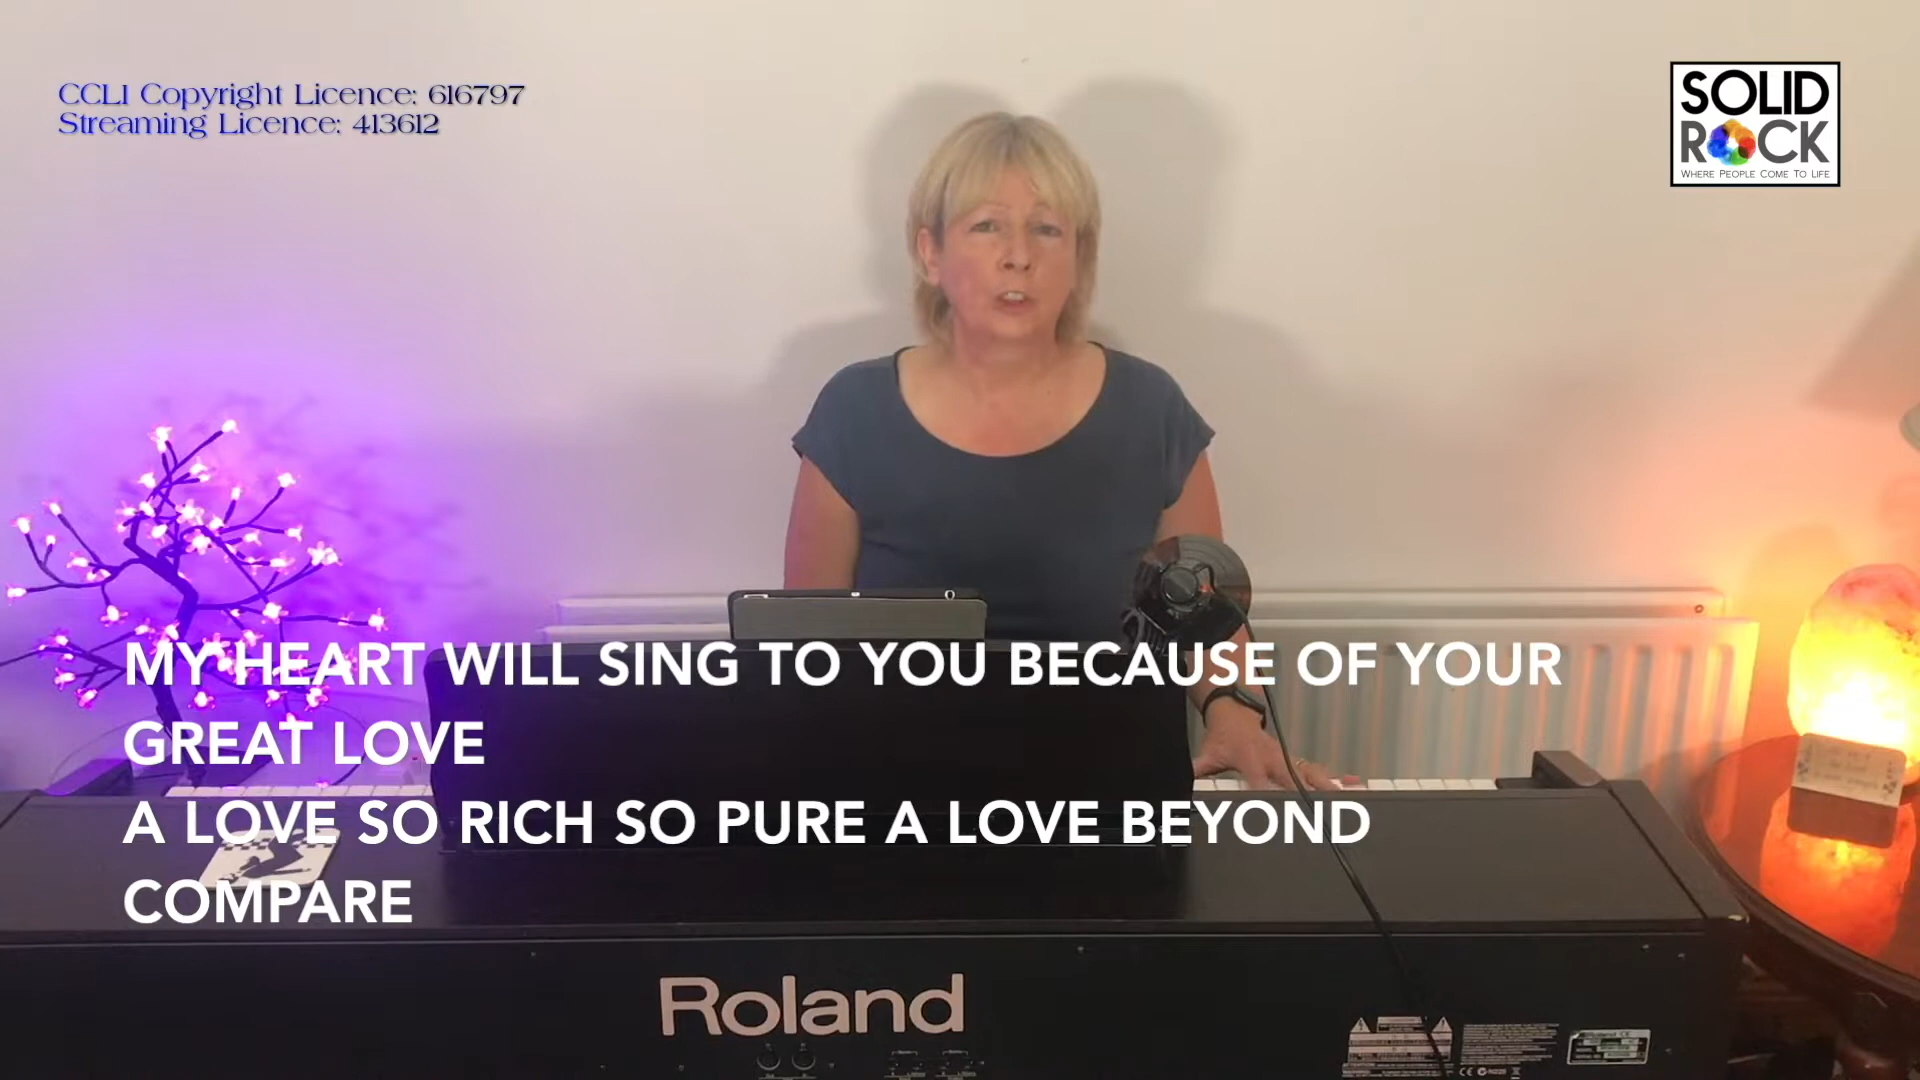 CCLI Copyright Licence: 616797
Streaming Licence: 413612
SOLID
ROCK
WHERE PEOPLE COME TO LIFE
MY HEART WILL SING TO YOU BECAUSE OF YOUR
GREAT LOVE
A LOVE SO RICH SO PURE A LOVE BEYOND
COMPARE
Roland